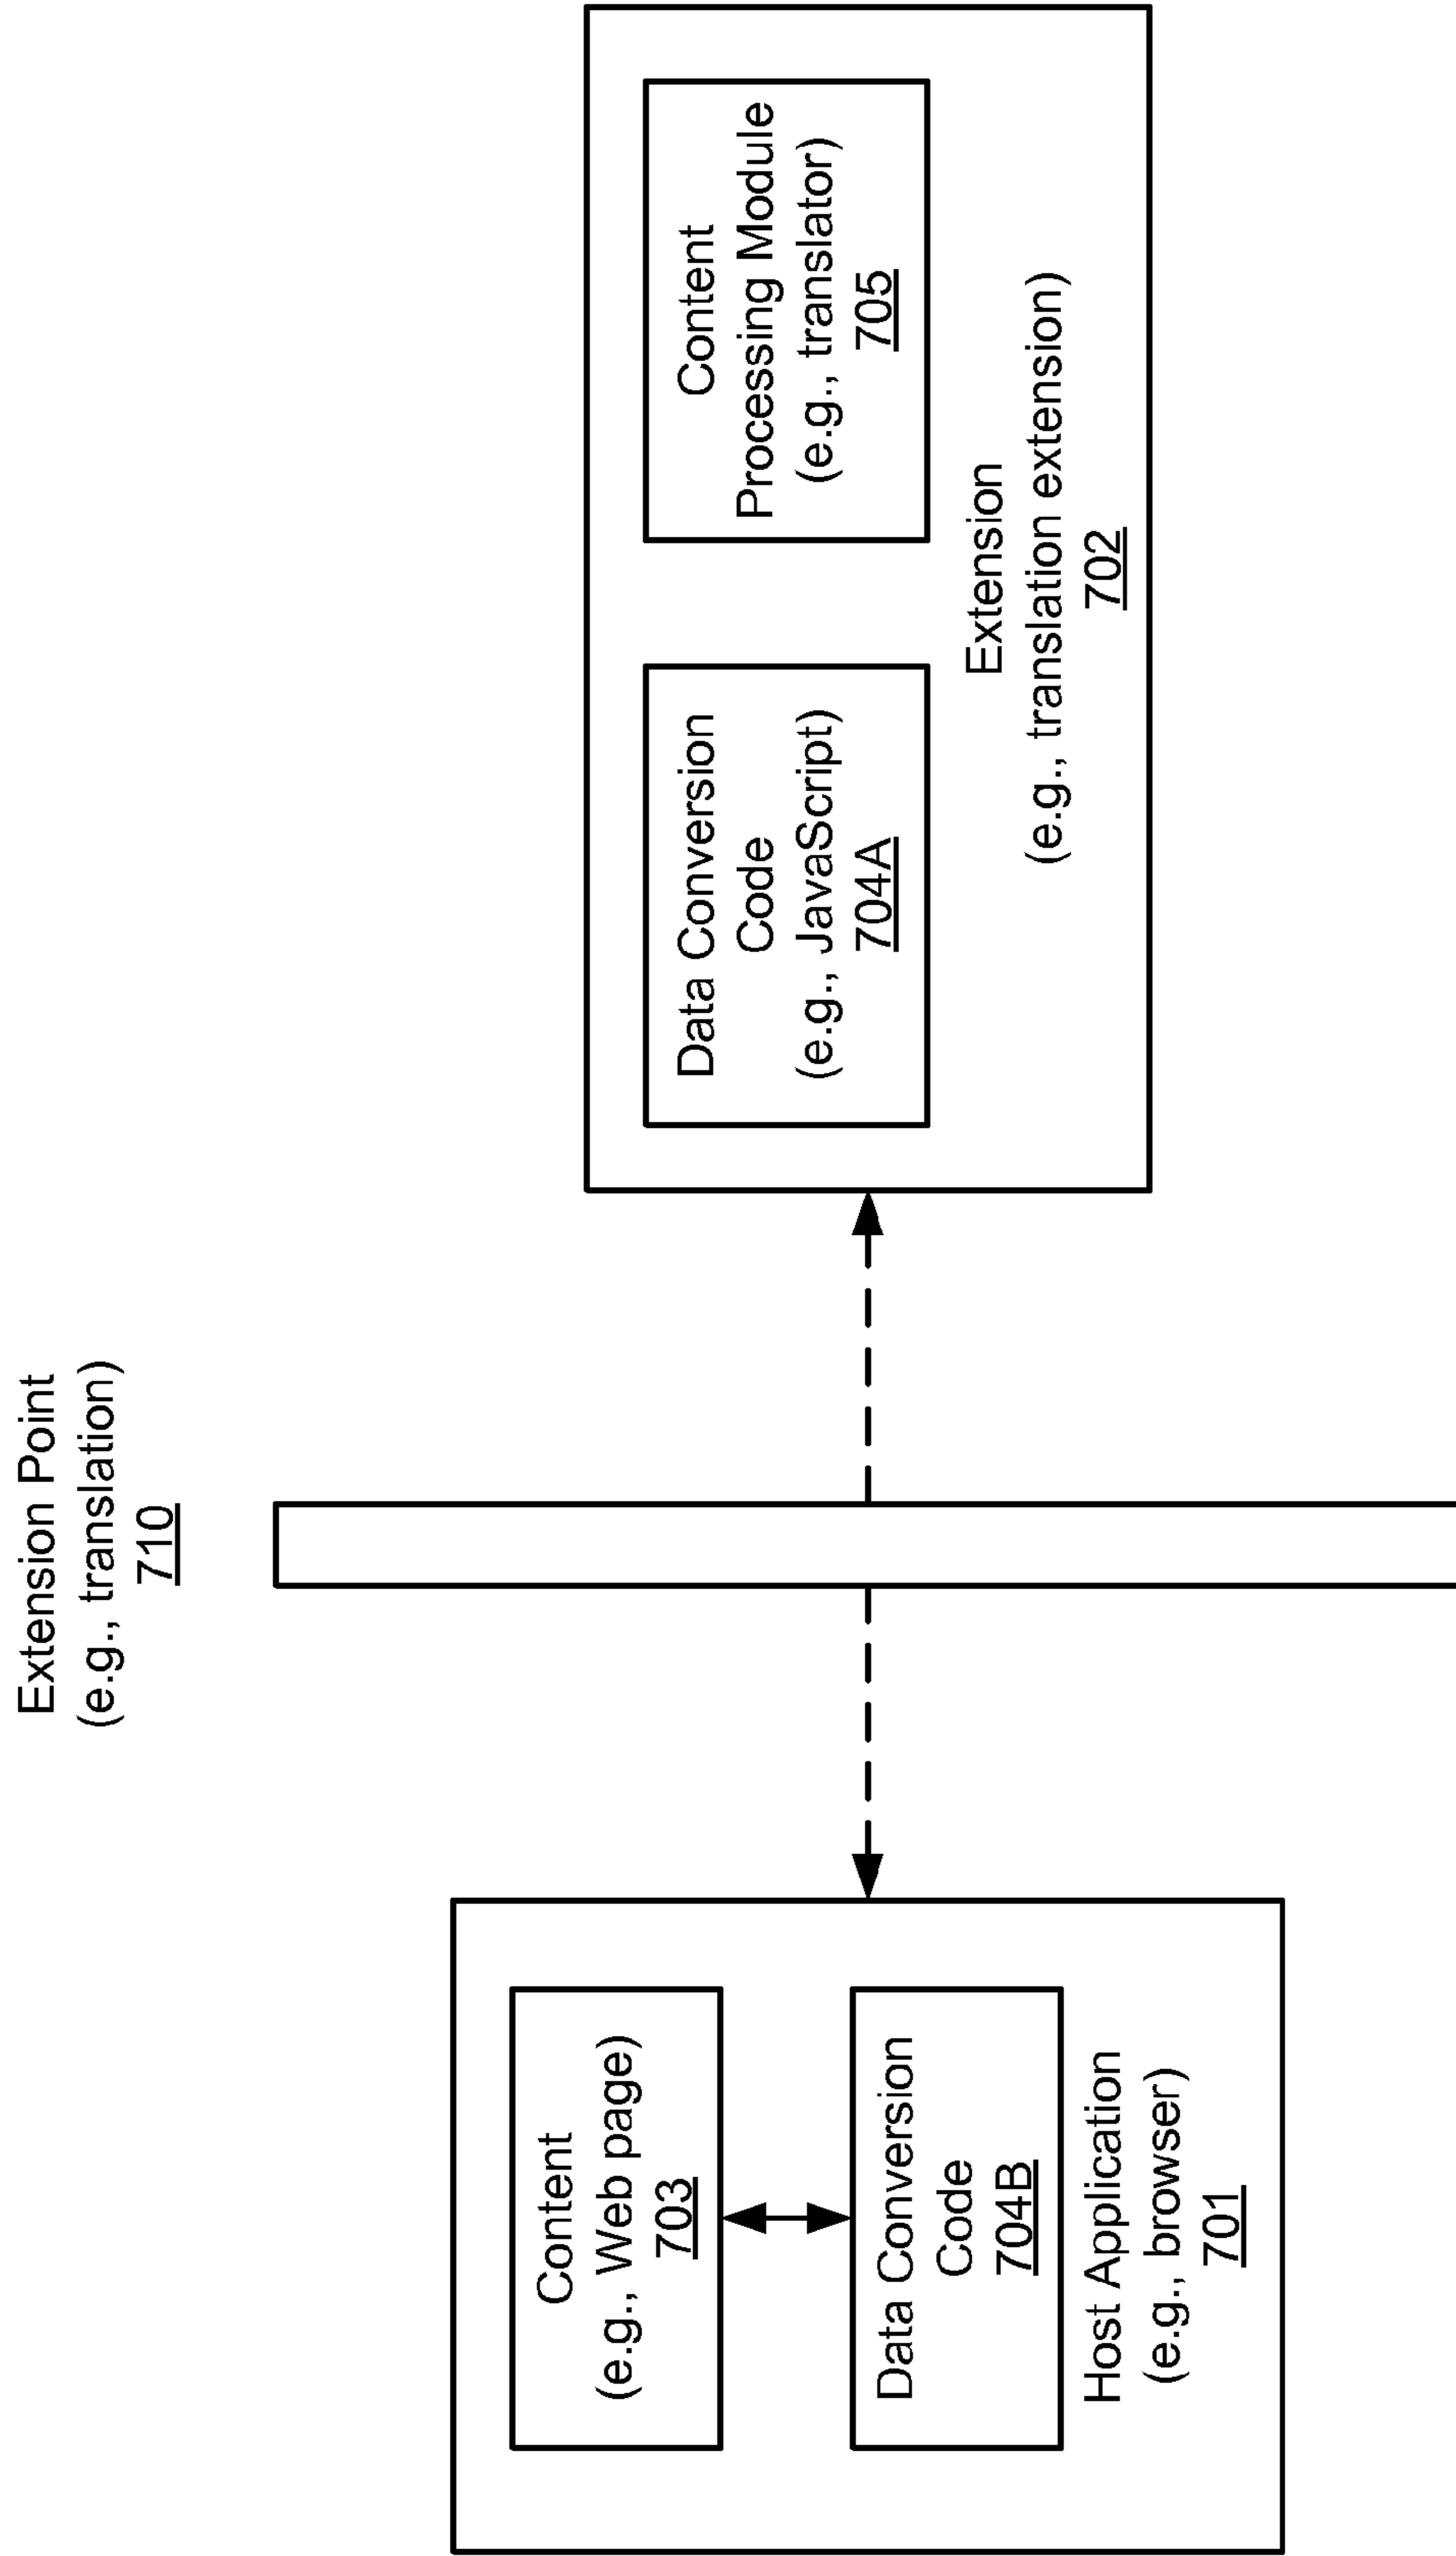 Extension Point
(e.g., translation)
710
Content
(e.g., Web page)
703
Data Conversion
Code
704B
Host Application
(e.g., browser)
701
Data Conversion
Code
(e.g., JavaScript)
704A
Content
Processing Module
(e.g., translator)
705
Extension
(e.g., translation extension)
702